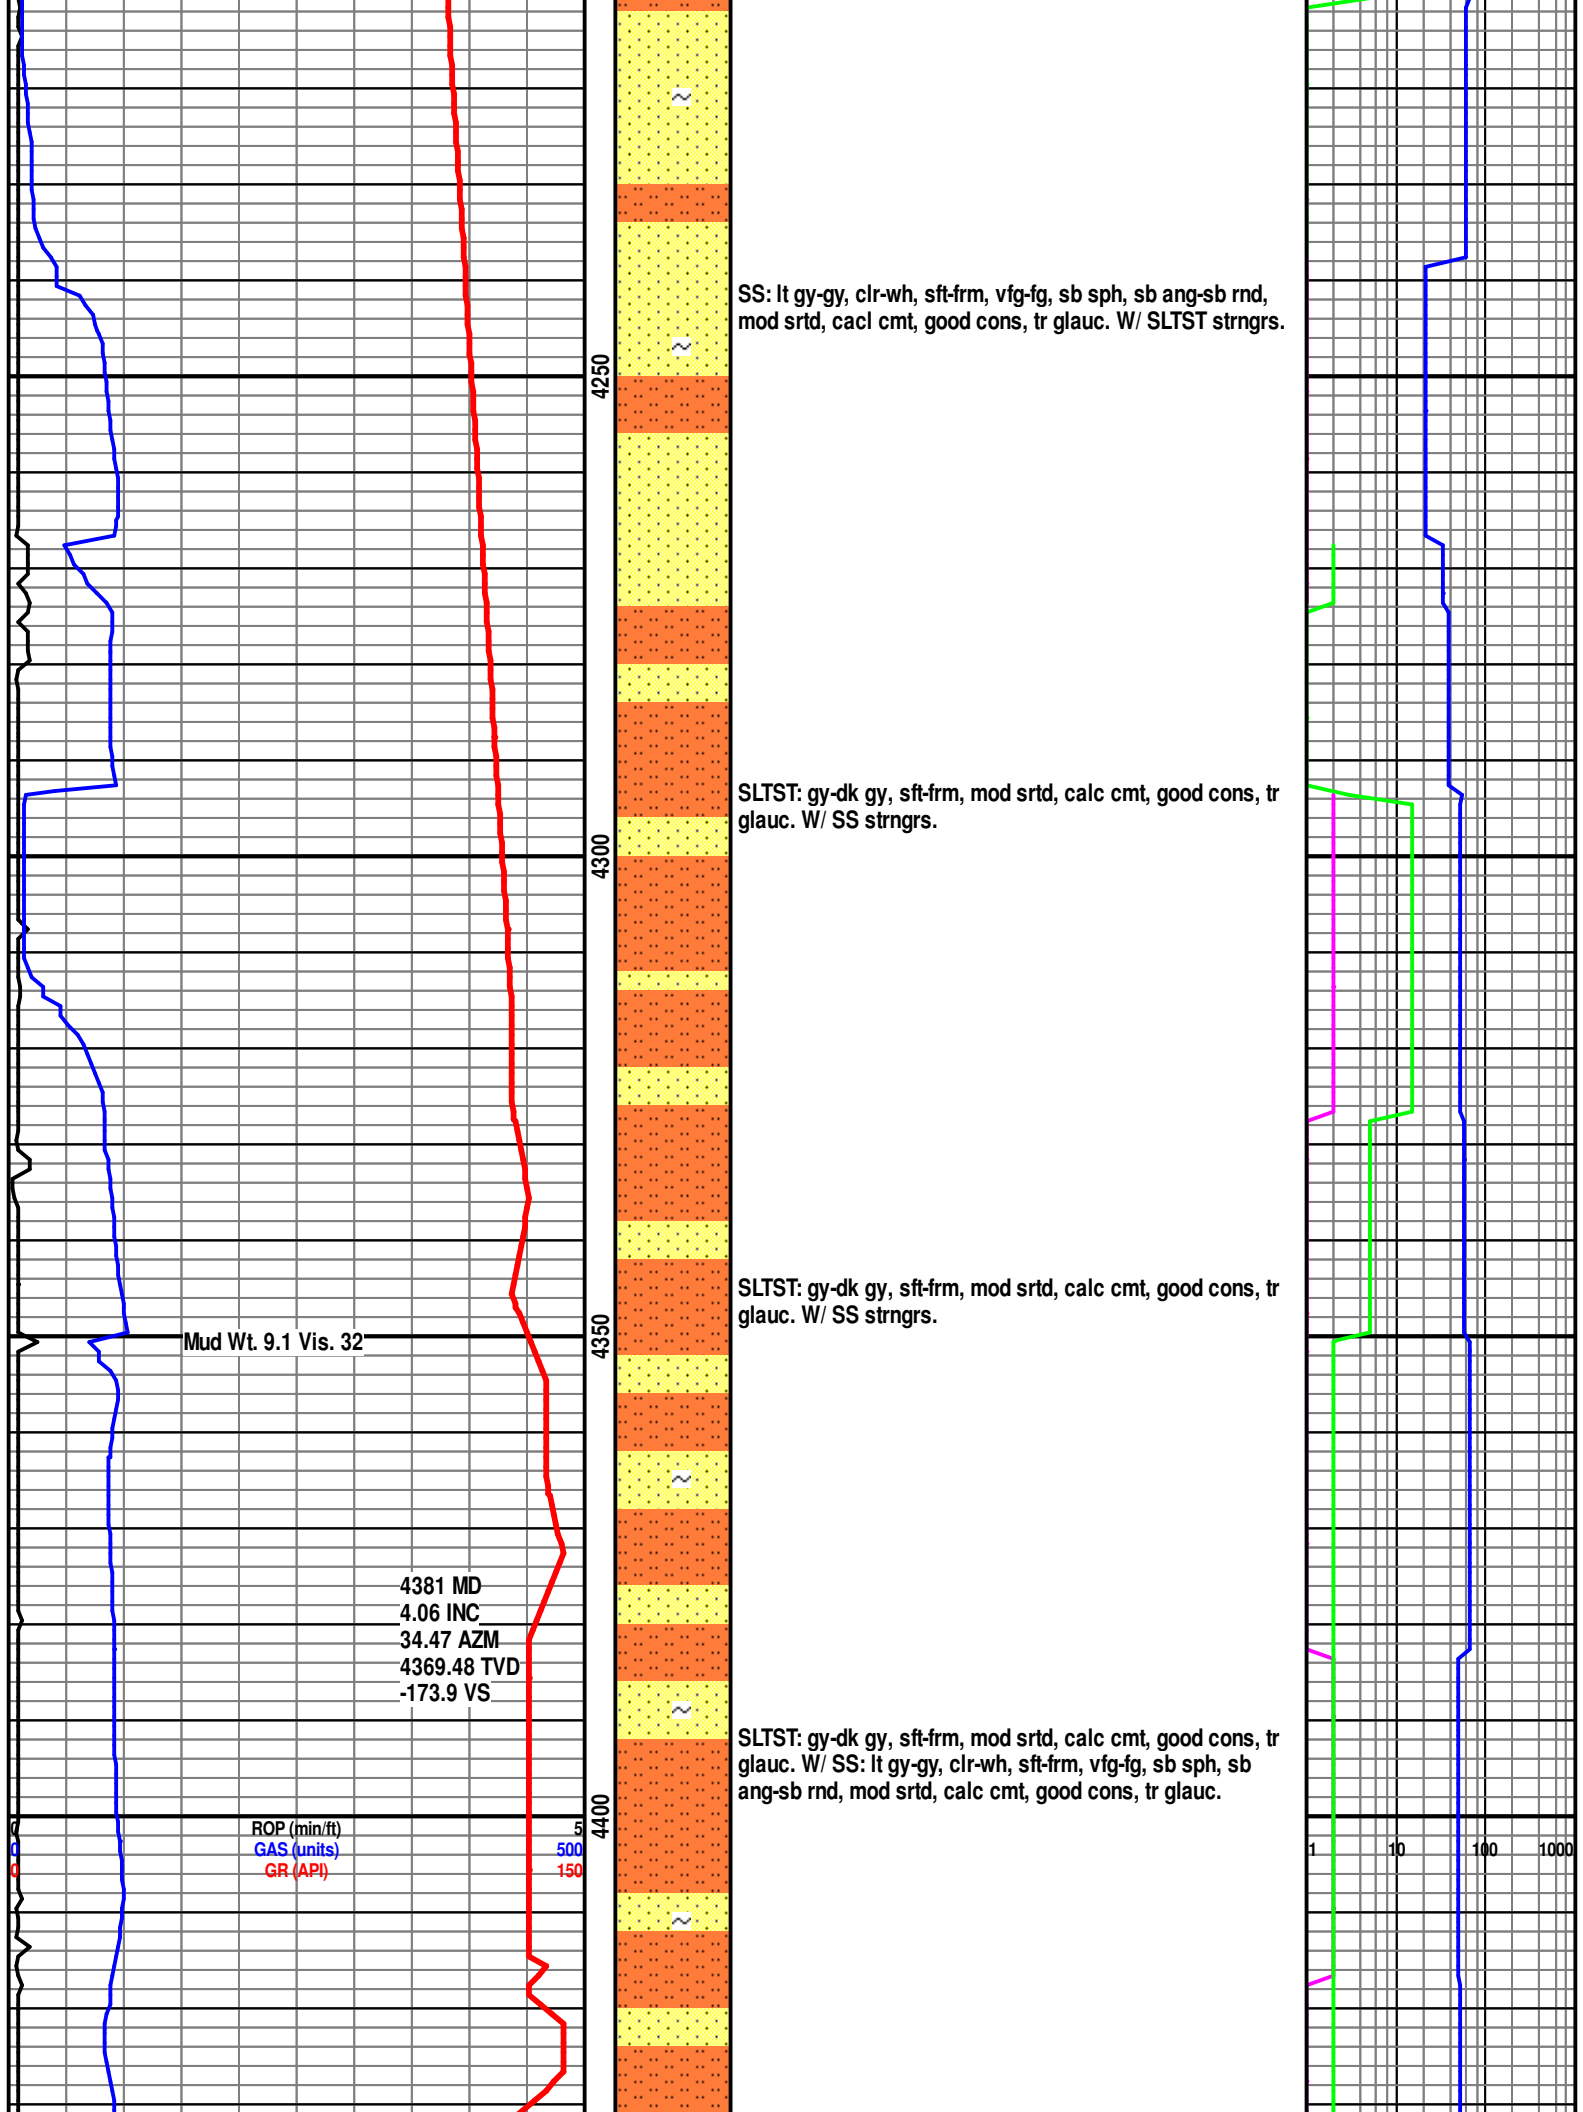 SS: lt gy-gy, clr-wh, sft-frm, vfg-fg, sb sph, sb ang-sb rnd,
mod srtd, cacl cmt, good cons, tr glauc. W/ SLTST strngrs.
4250
SLTST: gy-dk gy, sft-frm, mod srtd, calc cmt, good cons, tr
glauc. W/ SS strngrs.
4300
SLTST: gy-dk gy, sft-frm, mod srtd, calc cmt, good cons, tr
glauc. W/ SS strngrs.
4350
Mud Wt. 9.1 Vis. 32
4381 MD
4.06 INC
34.47 AZM
4369.48 TVD
-173.9 VS
SLTST: gy-dk gy, sft-frm, mod srtd, calc cmt, good cons, tr
glauc. W/ SS: lt gy-gy, clr-wh, sft-frm, vfg-fg, sb sph, sb
ang-sb rnd, mod srtd, calc cmt, good cons, tr glauc.
4400
0 ROP (min/ft) 5
0 GAS (units) 500
0 GR (API) 150
1 10 100 1000